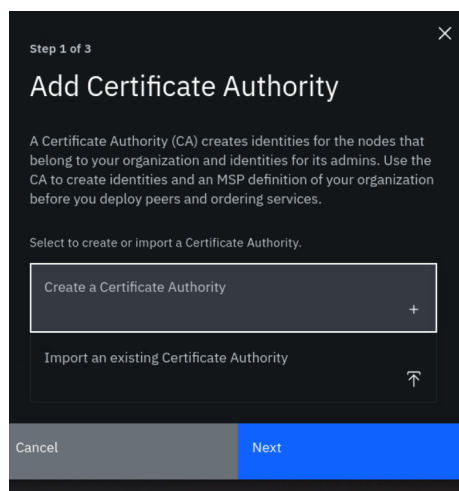 Step 1 of 3
Add Certificate Authority
A Certificate Authority (CA) creates identities for the nodes that
belong to your organization and identities for its admins. Use the
CA to create identities and an MSP definition of your organization
before you deploy peers and ordering services.
Select to create or import a Certificate Authority.
Create a Certificate Authority
Import an existing Certificate Authority
Cancel
Next